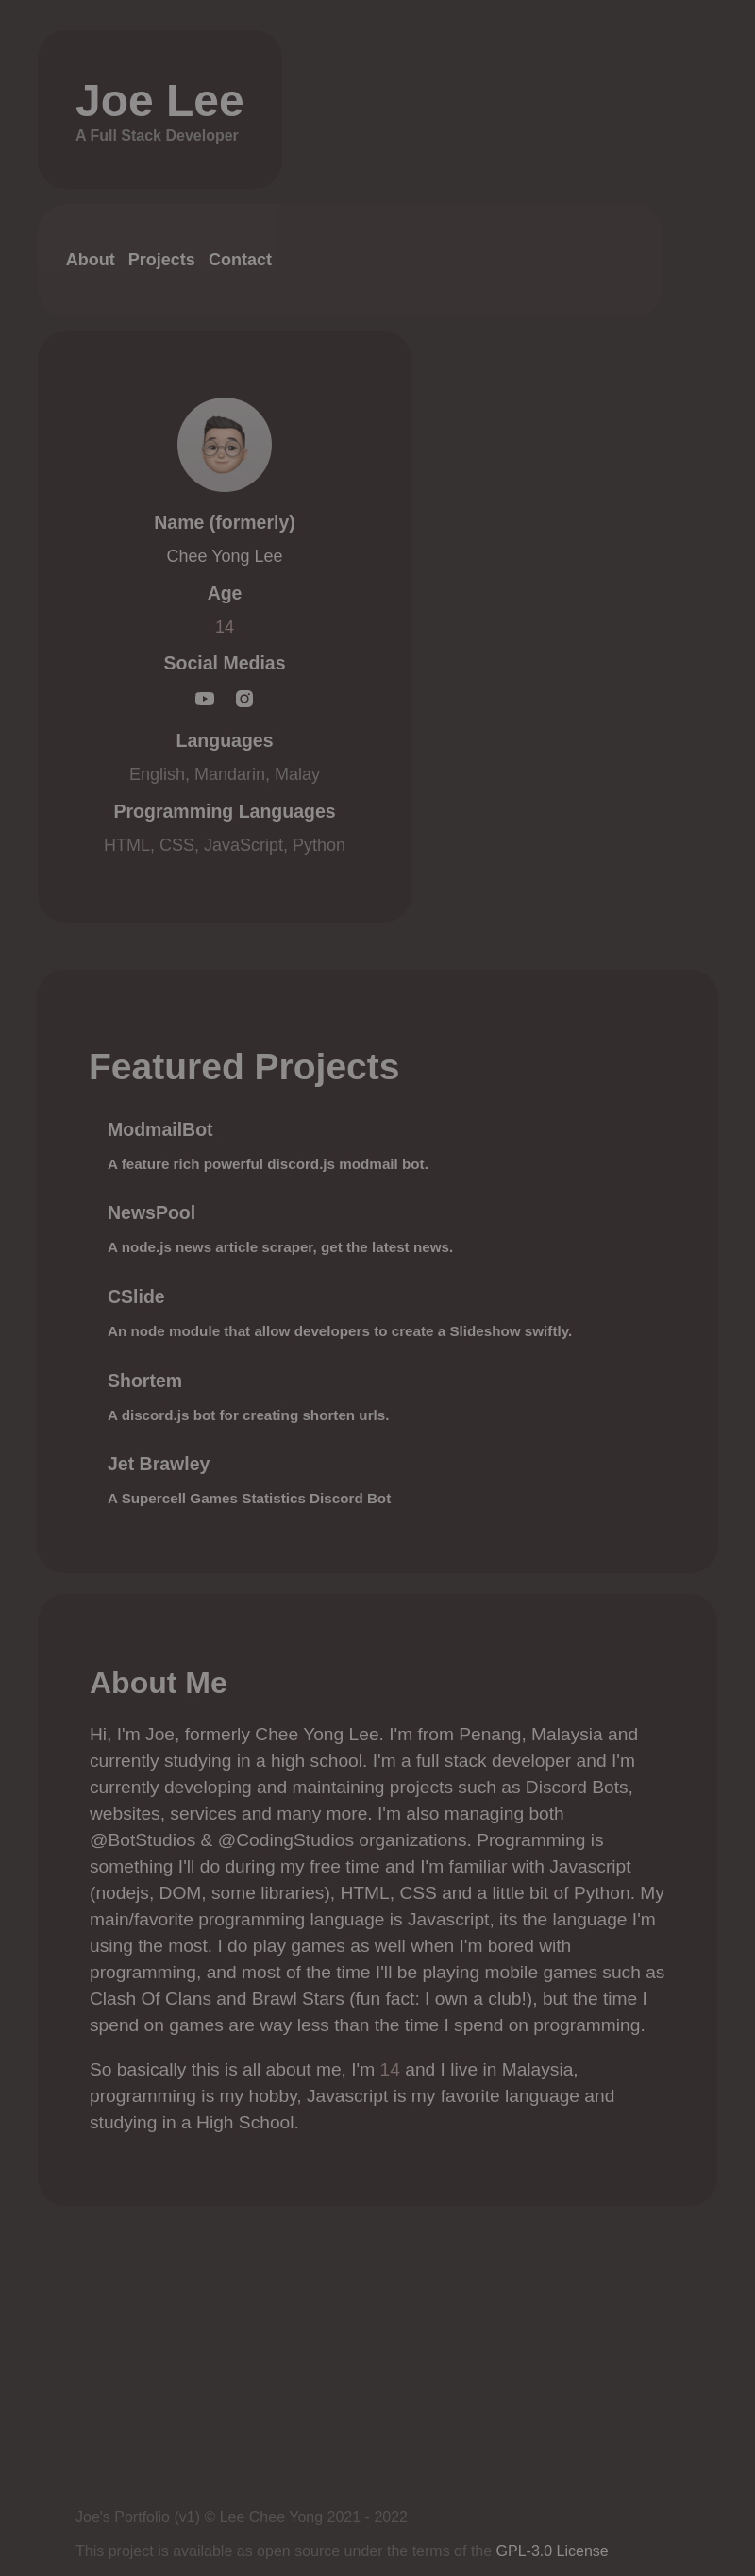 Joe Lee
A Full Stack Developer
About Projects Contact
Name (formerly)
Chee Yong Lee
Age
14
Social Medias
Languages
English, Mandarin, Malay
Programming Languages
HTML, CSS, JavaScript, Python
Featured Projects
ModmailBot
A feature rich powerful discord.js modmail bot.
NewsPool
A node.js news article scraper, get the latest news.
CSlide
An node module that allow developers to create a Slideshow swiftly.
Shortem
A discord.js bot for creating shorten urls.
Jet Brawley
A Supercell Games Statistics Discord Bot
About Me
Hi, I'm Joe, formerly Chee Yong Lee. I'm from Penang, Malaysia and
currently studying in a high school. I'm a full stack developer and I'm
currently developing and maintaining projects such as Discord Bots,
websites, services and many more. I'm also managing both
@BotStudios & @CodingStudios organizations. Programming is
something I'll do during my free time and I'm familiar with Javascript
(nodejs, DOM, some libraries), HTML, CSS and a little bit of Python. My
main/favorite programming language is Javascript, its the language I'm
using the most. I do play games as well when I'm bored with
programming, and most of the time I'll be playing mobile games such as
Clash Of Clans and Brawl Stars (fun fact: I own a club!), but the time I
spend on games are way less than the time I spend on programming.
So basically this is all about me, I'm 14 and I live in Malaysia,
programming is my hobby, Javascript is my favorite language and
studying in a High School.
Joe's Portfolio (v1) © Lee Chee Yong 2021 - 2022
This project is available as open source under the terms of the GPL-3.0 License